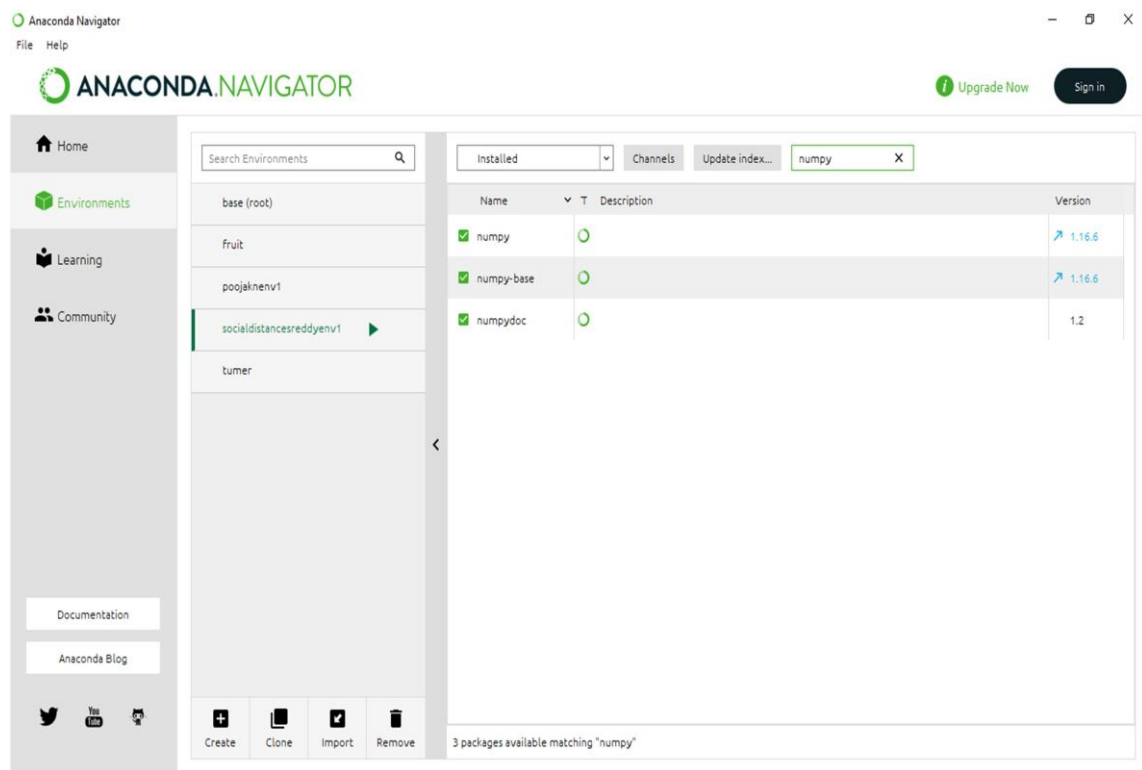 Anaconda Navigator
File Help
ANACONDA.NAVIGATOR
Upgrade Now
Sign in
Home
Environments
Learning
Community
Documentation
Anaconda Blog
You Tube
Search Environments
base (root)
fruit
poojaknenv1
socialdistancesreddyenv1
tumer
Create Clone Import Remove
Installed Channels Update index... numpy X
Name T Description Version
numpy 1.16.6
numpy-base 1.16.6
numpydoc 1.2
3 packages available matching "numpy"